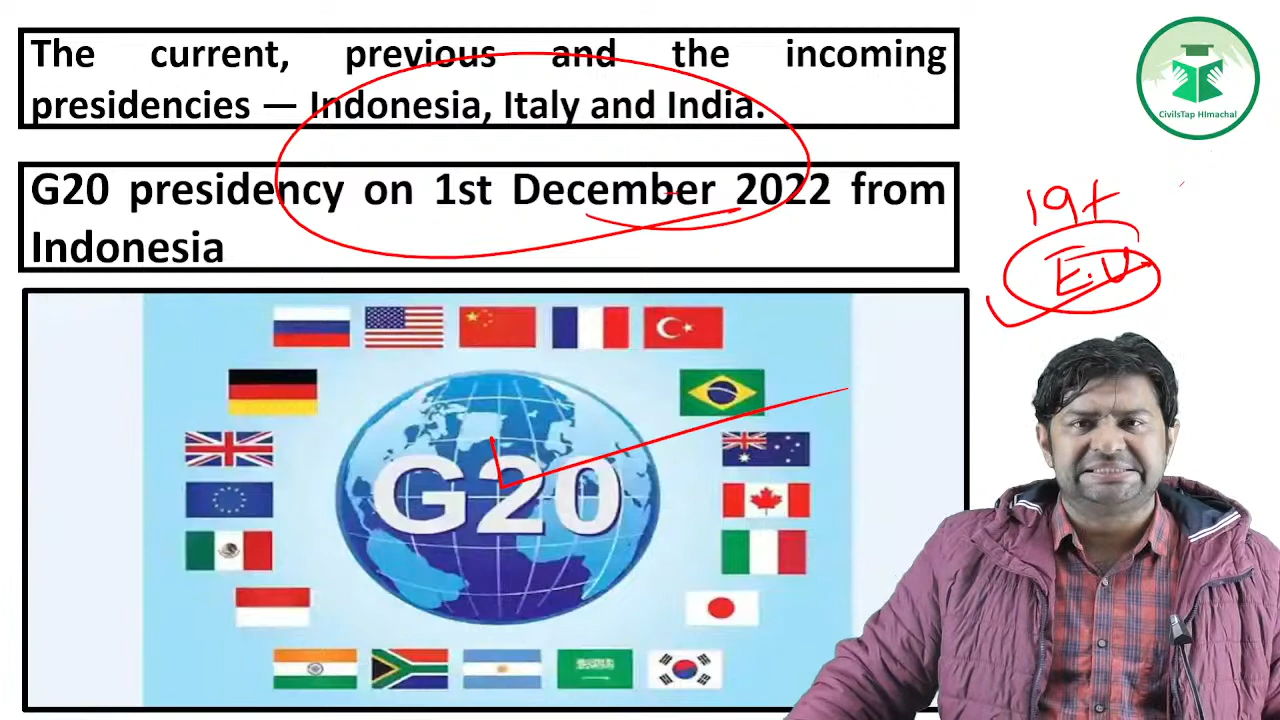 The current, previous and the incoming
presidencies — Indonesia, Italy and India.
CivilsTap HImachal
G20 presidency on 1st December 2022 from
Indonesia
19+
E.U
G20